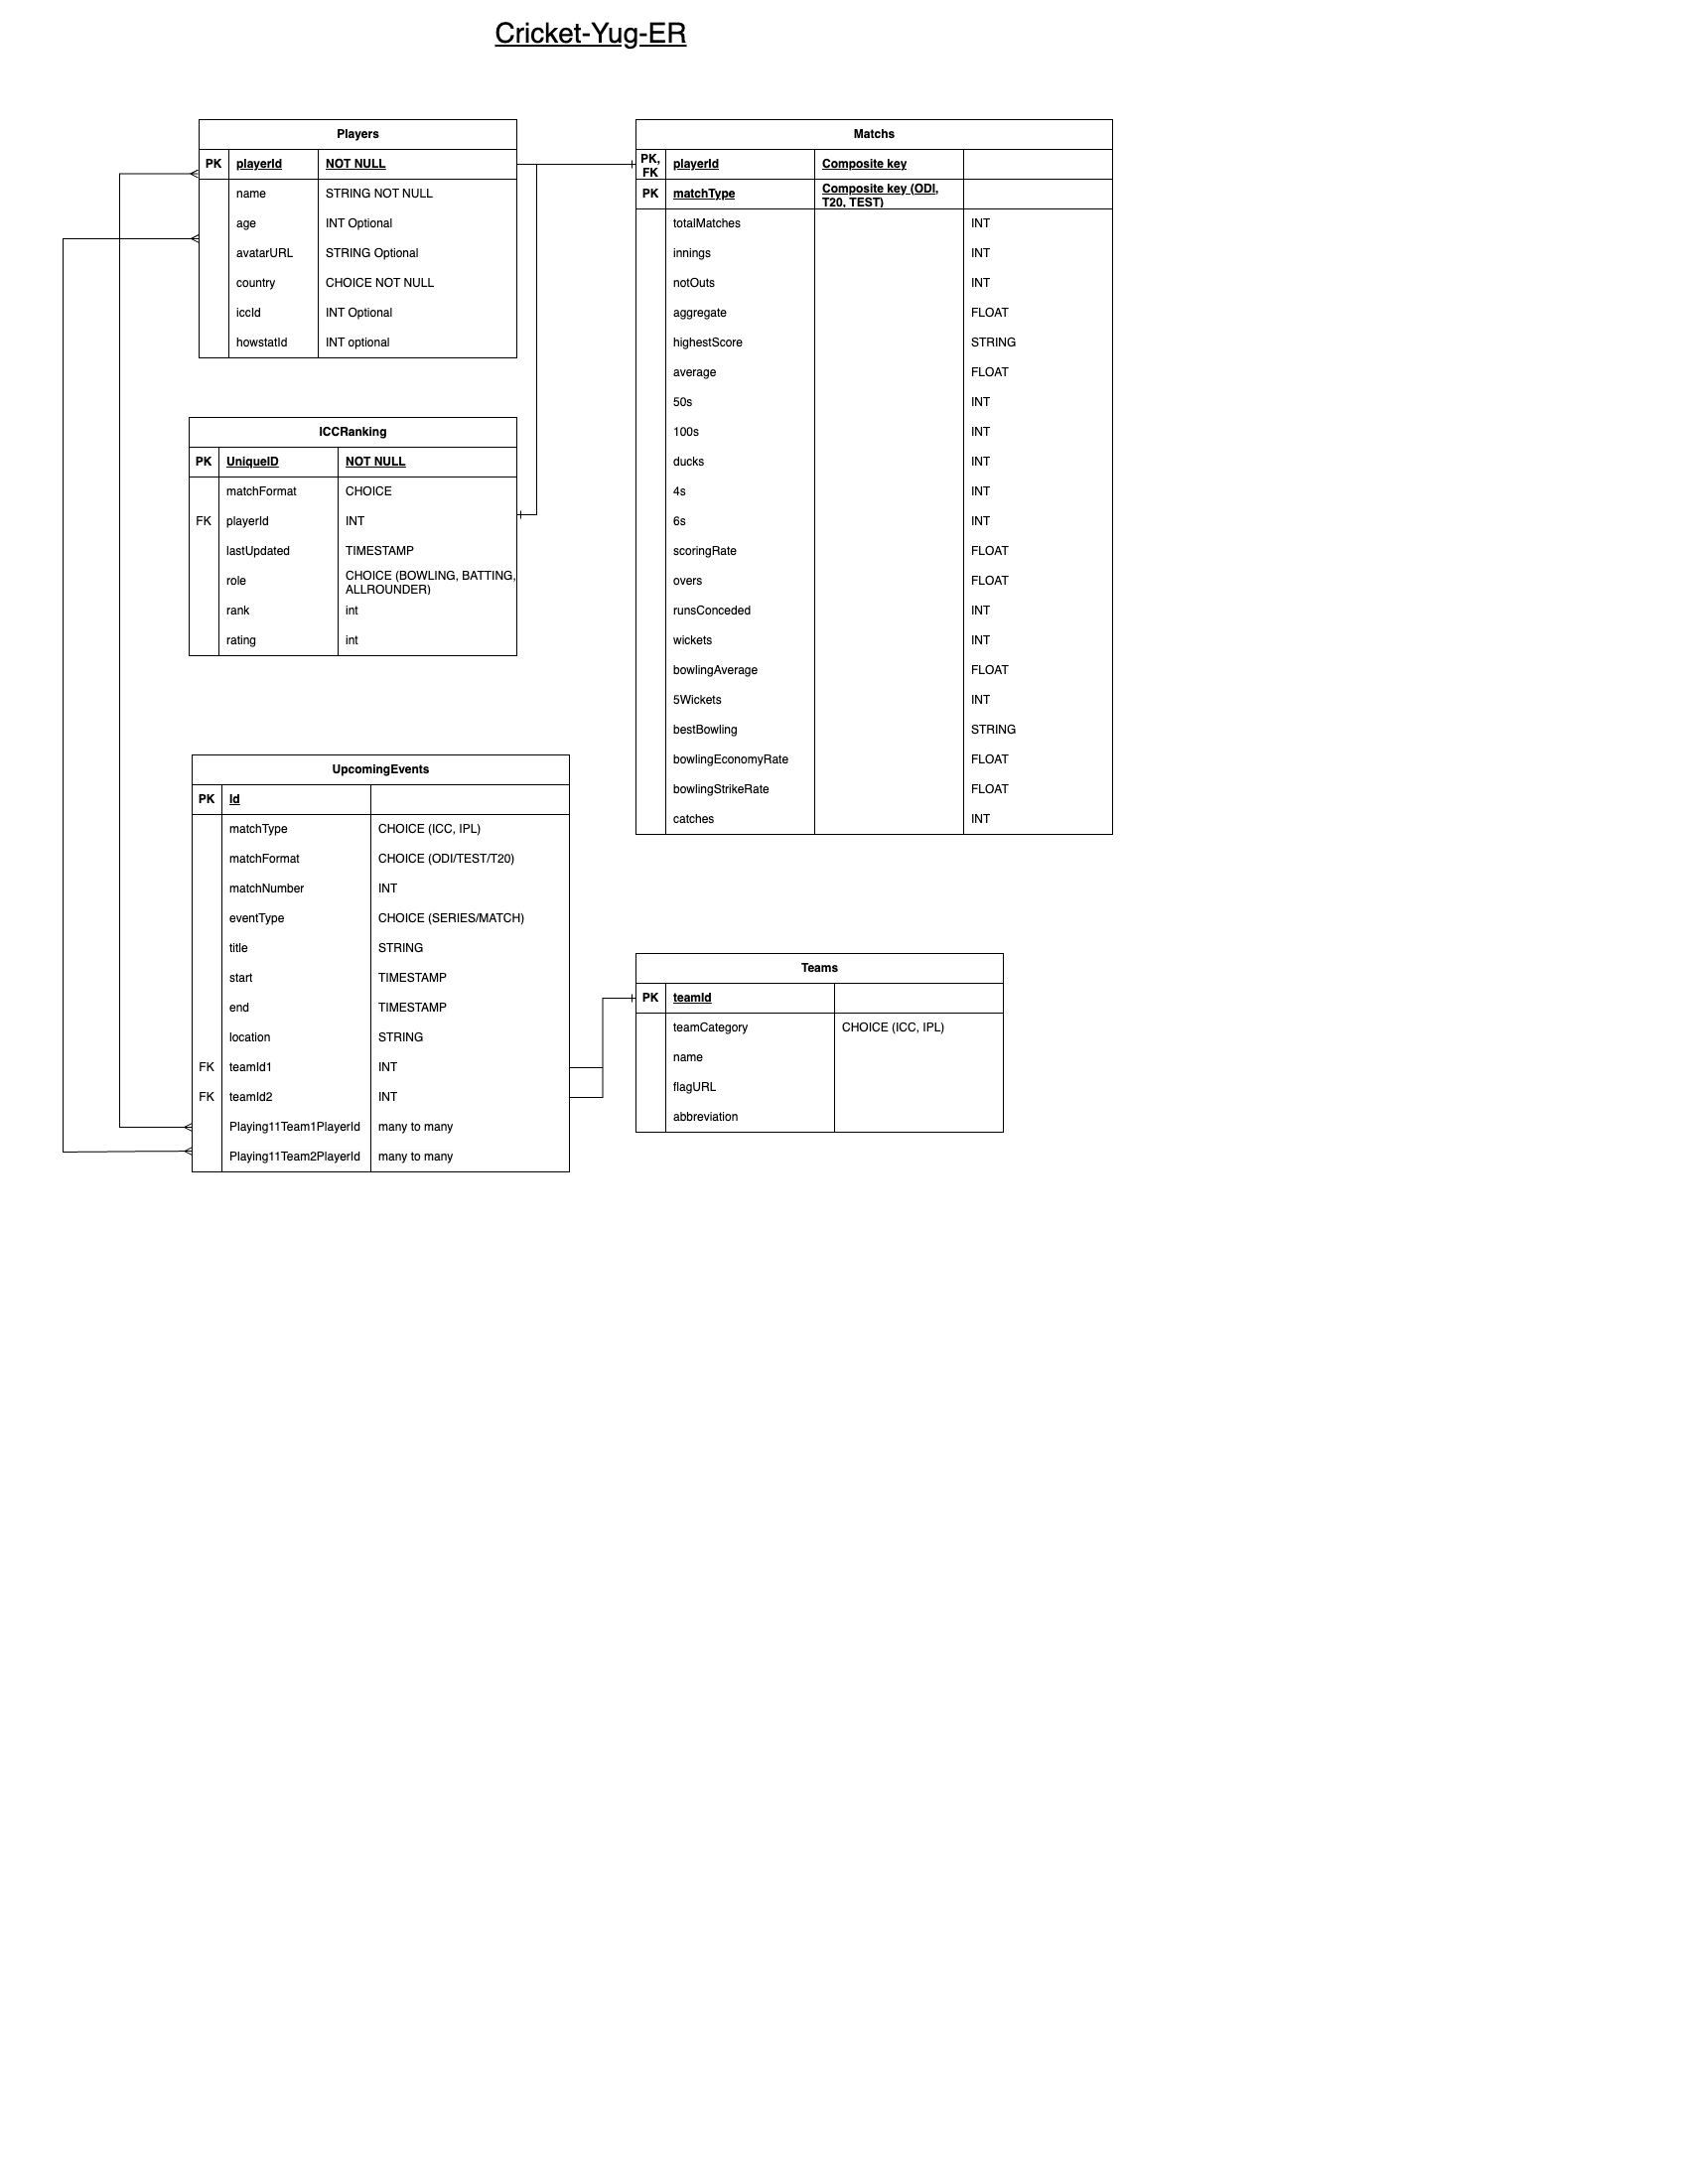 Cricket-Yug-ER
Players
PK playerId NOT NULL
name STRING NOT NULL
age INT Optional
avatarURL STRING Optional
country CHOICE NOT NULL
iccId INT Optional
howstatId INT optional
Matchs
PK, FK playerId Composite key
PK matchType Composite key (ODI, T20, TEST)
totalMatches INT
innings INT
notOuts INT
aggregate FLOAT
highestScore STRING
average FLOAT
50s INT
100s INT
ducks INT
4s INT
6s INT
scoringRate FLOAT
overs FLOAT
runsConceded INT
wickets INT
bowlingAverage FLOAT
5Wickets INT
bestBowling STRING
bowlingEconomyRate FLOAT
bowlingStrikeRate FLOAT
catches INT
ICCRanking
PK UniqueID NOT NULL
matchFormat CHOICE
FK playerId INT
lastUpdated TIMESTAMP
role CHOICE (BOWLING, BATTING, ALLROUNDER)
rank int
rating int
UpcomingEvents
PK Id
matchType CHOICE (ICC, IPL)
matchFormat CHOICE (ODI/TEST/T20)
matchNumber INT
eventType CHOICE (SERIES/MATCH)
title STRING
start TIMESTAMP
end TIMESTAMP
location STRING
FK teamId1 INT
FK teamId2 INT
Playing11Team1PlayerId many to many
Playing11Team2PlayerId many to many
Teams
PK teamId
teamCategory CHOICE (ICC, IPL)
name
flagURL
abbreviation